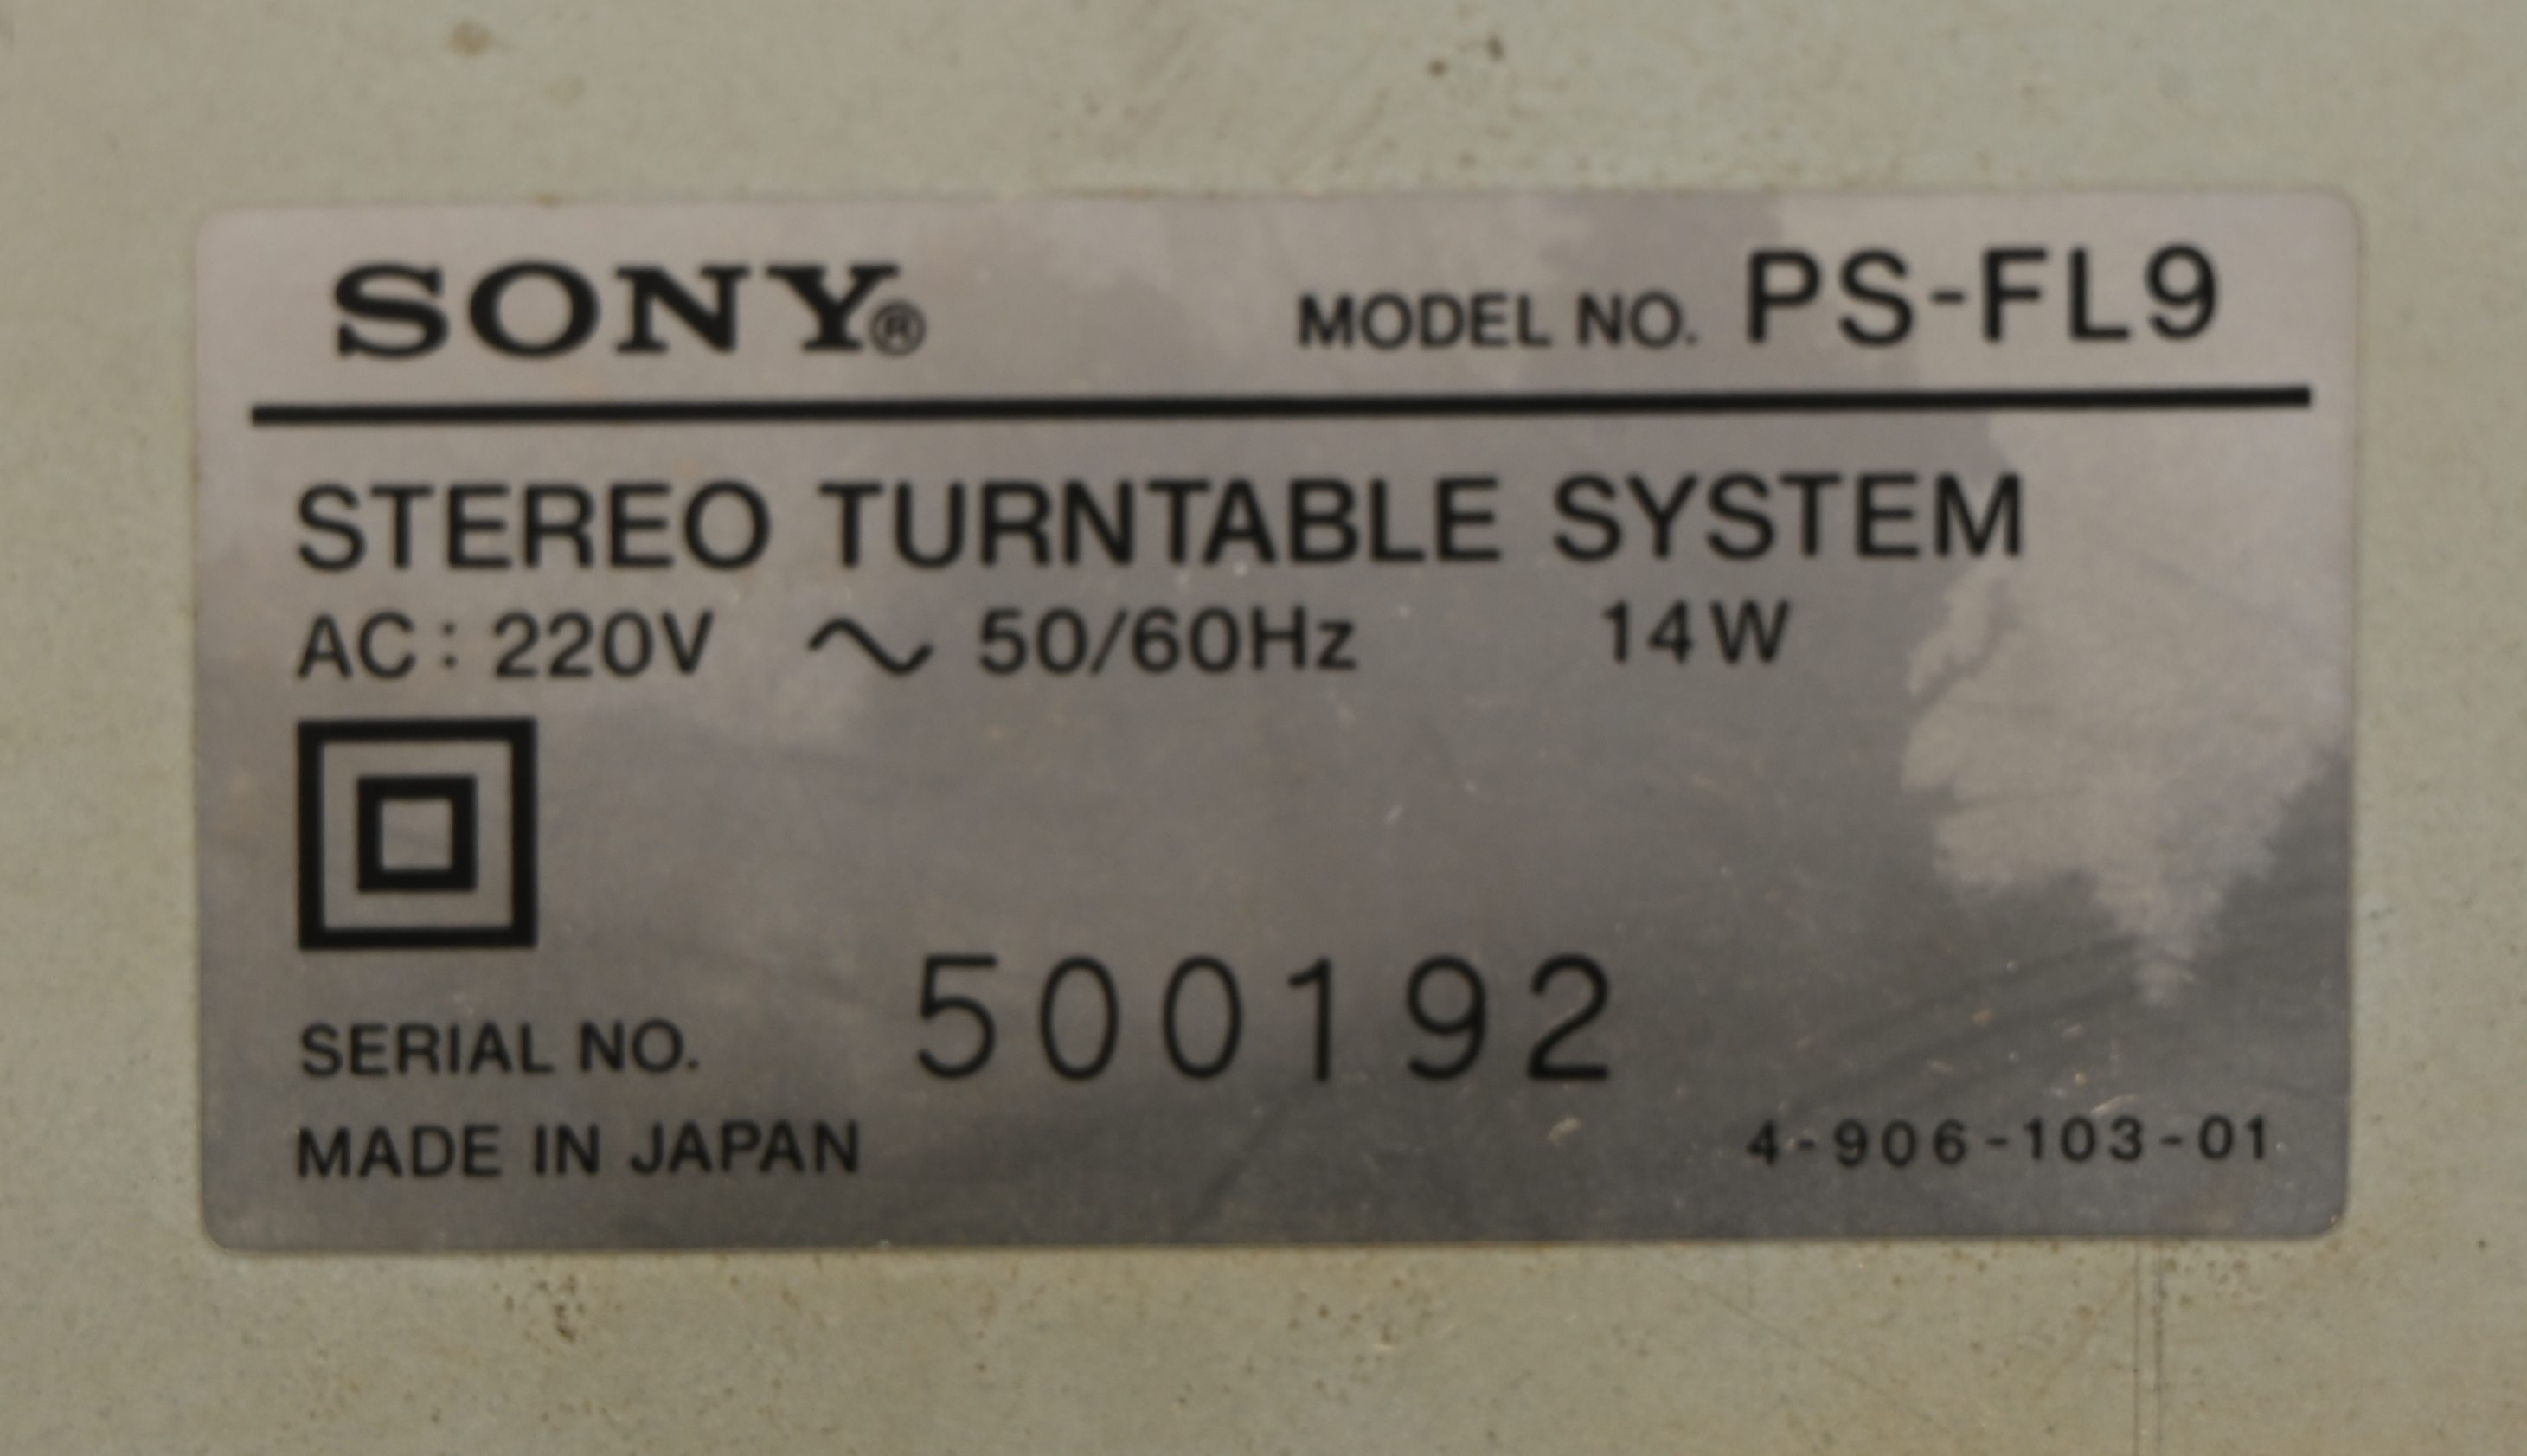 SONY® MODEL NO. PS-FL9
STEREO TURNTABLE SYSTEM
AC: 220V ~ 50/60Hz 14W
SERIAL NO. 500192
MADE IN JAPAN 4-906-103-01